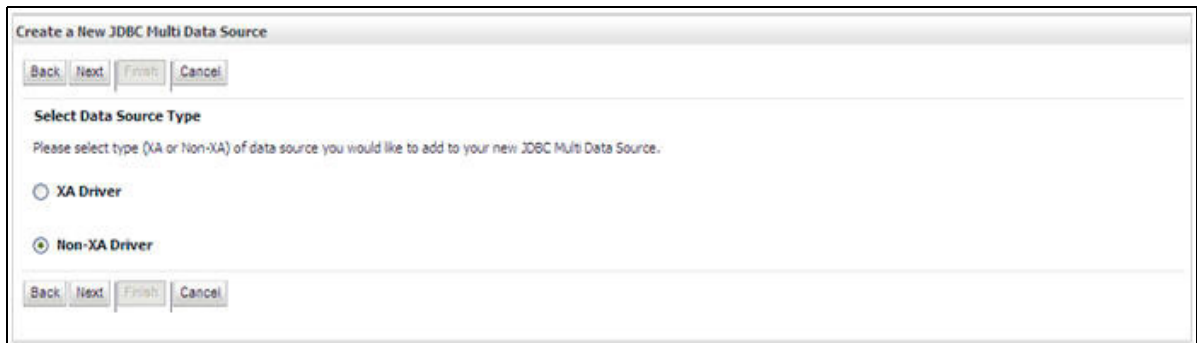 Create a New JDBC Multi Data Source
Back Next Finish Cancel
Select Data Source Type
Please select type (XA or Non-XA) of data source you would like to add to your new JDBC Multi Data Source.
XA Driver
Non-XA Driver
Back Next Finish Cancel